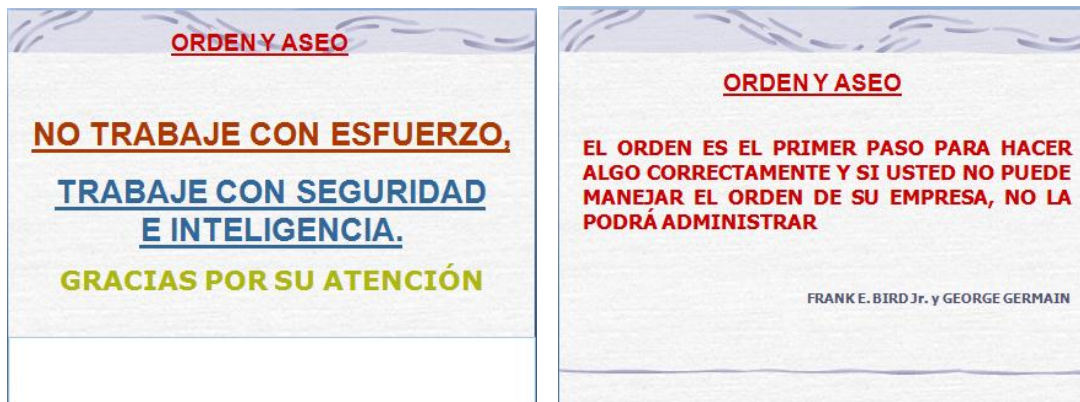 ORDEN Y ASEO
NO TRABAJE CON ESFUERZO,
TRABAJE CON SEGURIDAD
E INTELIGENCIA.
GRACIAS POR SU ATENCIÓN
ORDEN Y ASEO
EL ORDEN ES EL PRIMER PASO PARA HACER
ALGO CORRECTAMENTE Y SI USTED NO PUEDE
MANEJAR EL ORDEN DE SU EMPRESA, NO LA
PODRÁ ADMINISTRAR
FRANK E. BIRD Jr. y GEORGE GERMAIN